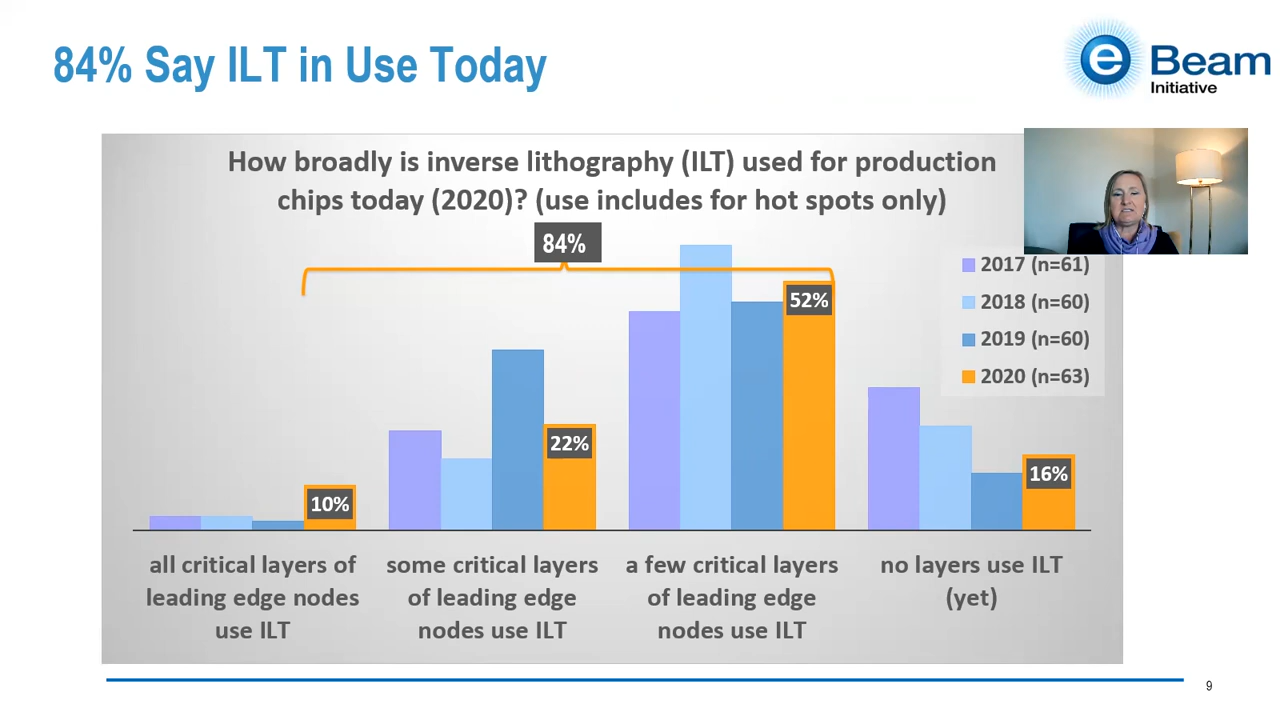 84% Say ILT in Use Today
e Beam
Initiative
How broadly is inverse lithography (ILT) used for production
chips today (2020)? (use includes for hot spots only)
84%
2017 (n=61)
2018 (n=60)
2019 (n=60)
2020 (n=63)
10%
22%
52%
16%
all critical layers of
leading edge nodes
use ILT
some critical layers
of leading edge
nodes use ILT
a few critical layers
of leading edge
nodes use ILT
no layers use ILT
(yet)
9